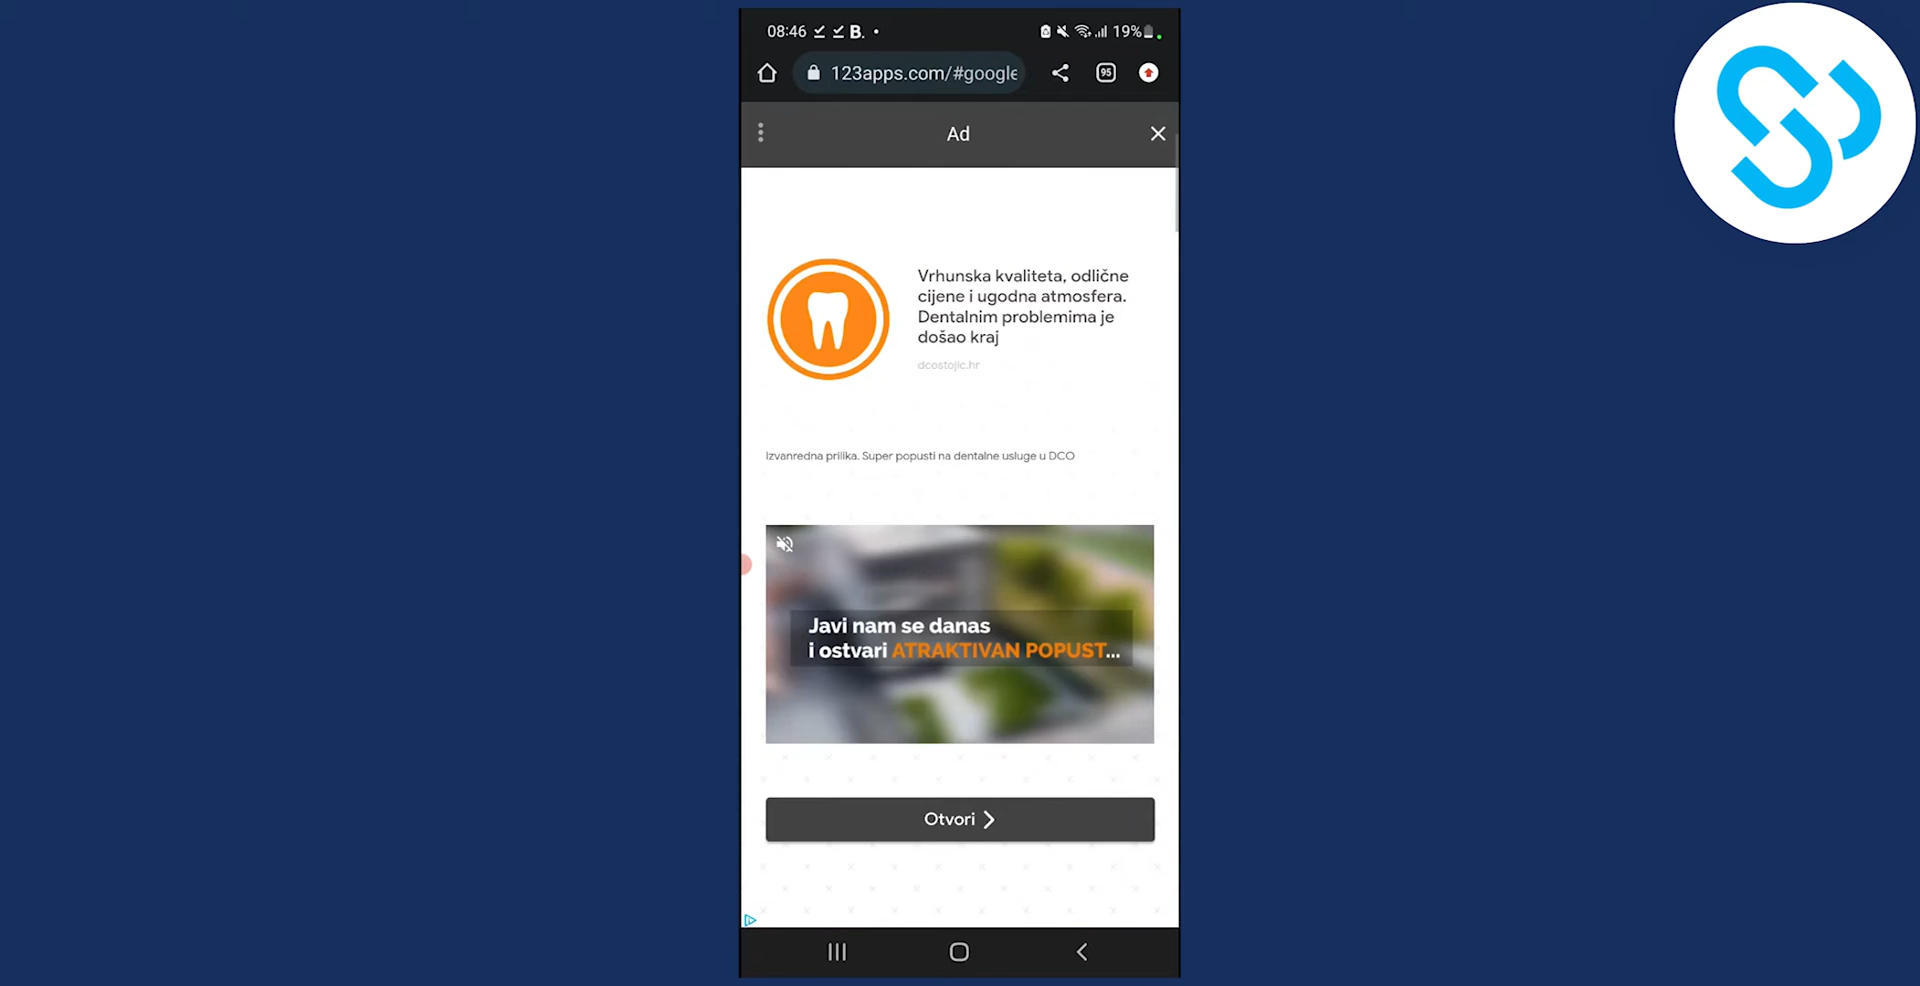 08:46 B. 19%
123apps.com/#google 95
Ad
Vrhunska kvaliteta, odlične
cijene i ugodna atmosfera.
Dentalnim problemima je
došao kraj
dcostojic.hr
Izvanredna prilika. Super popusti na dentalne usluge u DCO
Javi nam se danas
i ostvari ATRAKTIVAN POPUST...
Otvori